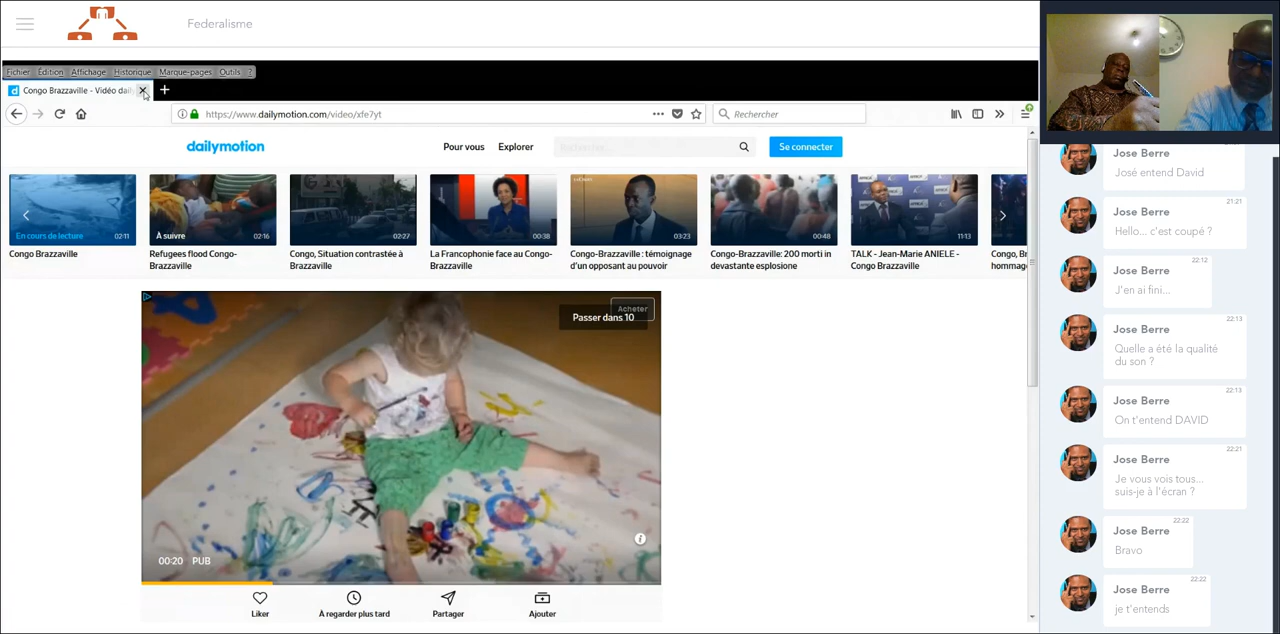 Federalisme
Fichier Édition Affichage Historique Marque-pages Outils ?
Congo Brazzaville - Vidéo dail
https://www.dailymotion.com/video/xfe7yt
Rechercher
dailymotion
Pour vous
Explorer
Se connecter
En cours de lecture
02:11
À suivre
02:16
02:27
00:38
03:23
00:48
11:13
Congo Brazzaville
Refugees flood Congo-
Brazzaville
Congo, Situation contrastée à
Brazzaville
La Francophonie face au Congo-
Brazzaville
Congo-Brazzaville : témoignage
d'un opposant au pouvoir
Congo-Brazzaville: 200 morti in
devastante esplosione
TALK - Jean-Marie ANIELE -
Congo Brazzaville
Congo, Br
hommag
Acheter
Passer dans 10
00:20 PUB
Liker
À regarder plus tard
Partager
Ajouter
Jose Berre
José entend David
21:21
Jose Berre
Hello... c'est coupé ?
22:12
Jose Berre
J'en ai fini...
22:13
Jose Berre
Quelle a été la qualité
du son ?
22:13
Jose Berre
On t'entend DAVID
22:21
Jose Berre
Je vous vois tous...
suis-je à l'écran ?
22:22
Jose Berre
Bravo
22:22
Jose Berre
je t'entends